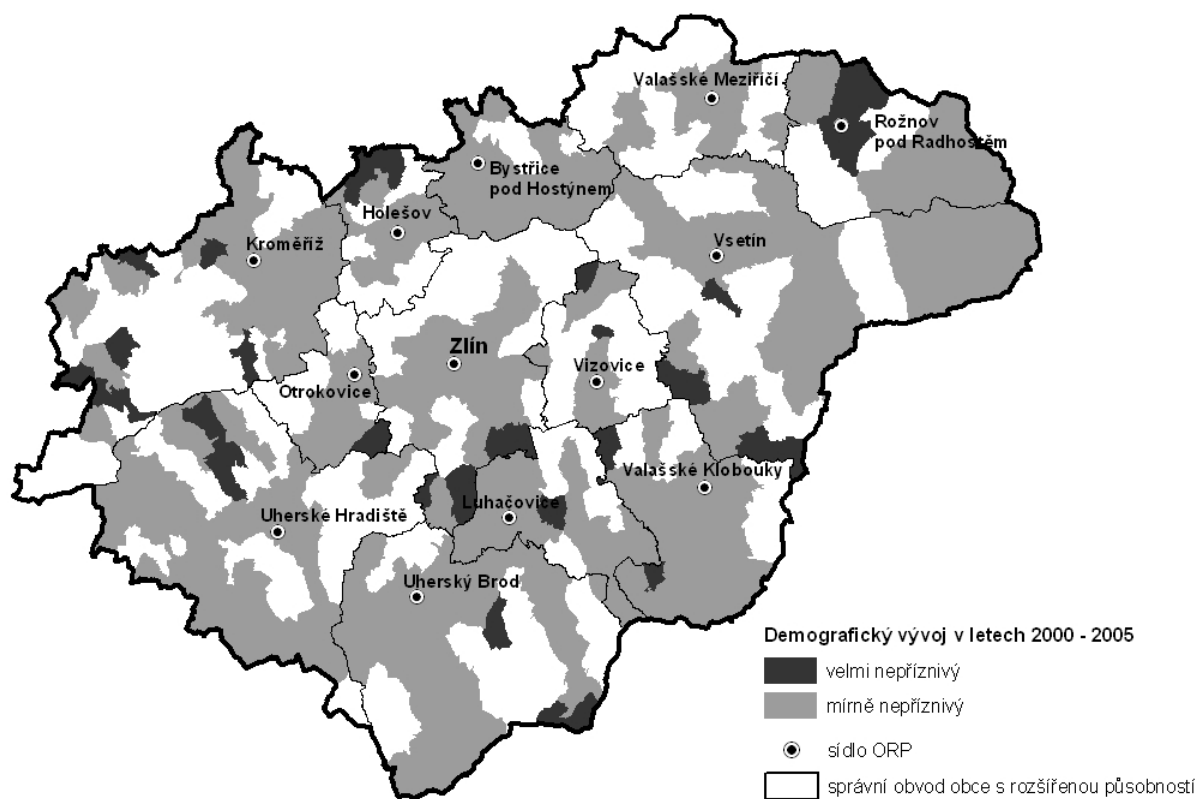 Valašské Meziříčí
Rožnov
pod Radhoštěm
Bystřice
pod Hostýnem
Holešov
Kroměříž
Vsetín
Zlín
Vizovice
Otrokovice
Valašské Klobouky
Luhačovice
Uherské Hradiště
Uherský Brod
Demografický vývoj v letech 2000 - 2005
velmi nepříznivý
mírně nepříznivý
sídlo ORP
správní obvod obce s rozšířenou působností